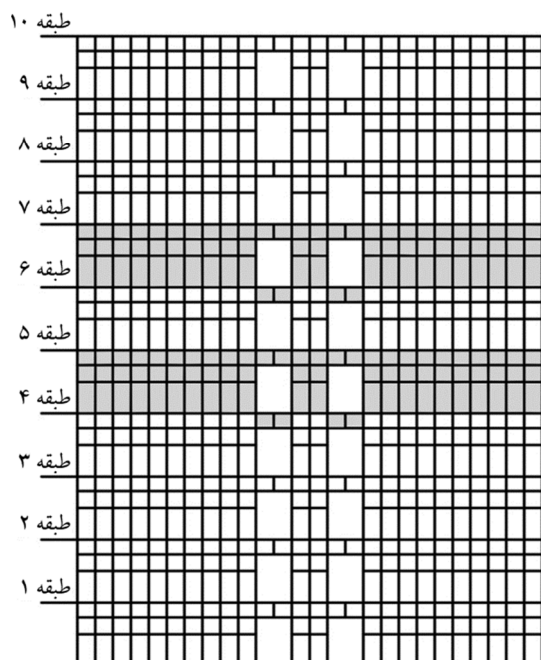 طبقه ۱۰
طبقه ۹
طبقه ۸
طبقه ۷
طبقه ۶
طبقه ۵
طبقه ۴
طبقه ۳
طبقه ۲
طبقه ۱